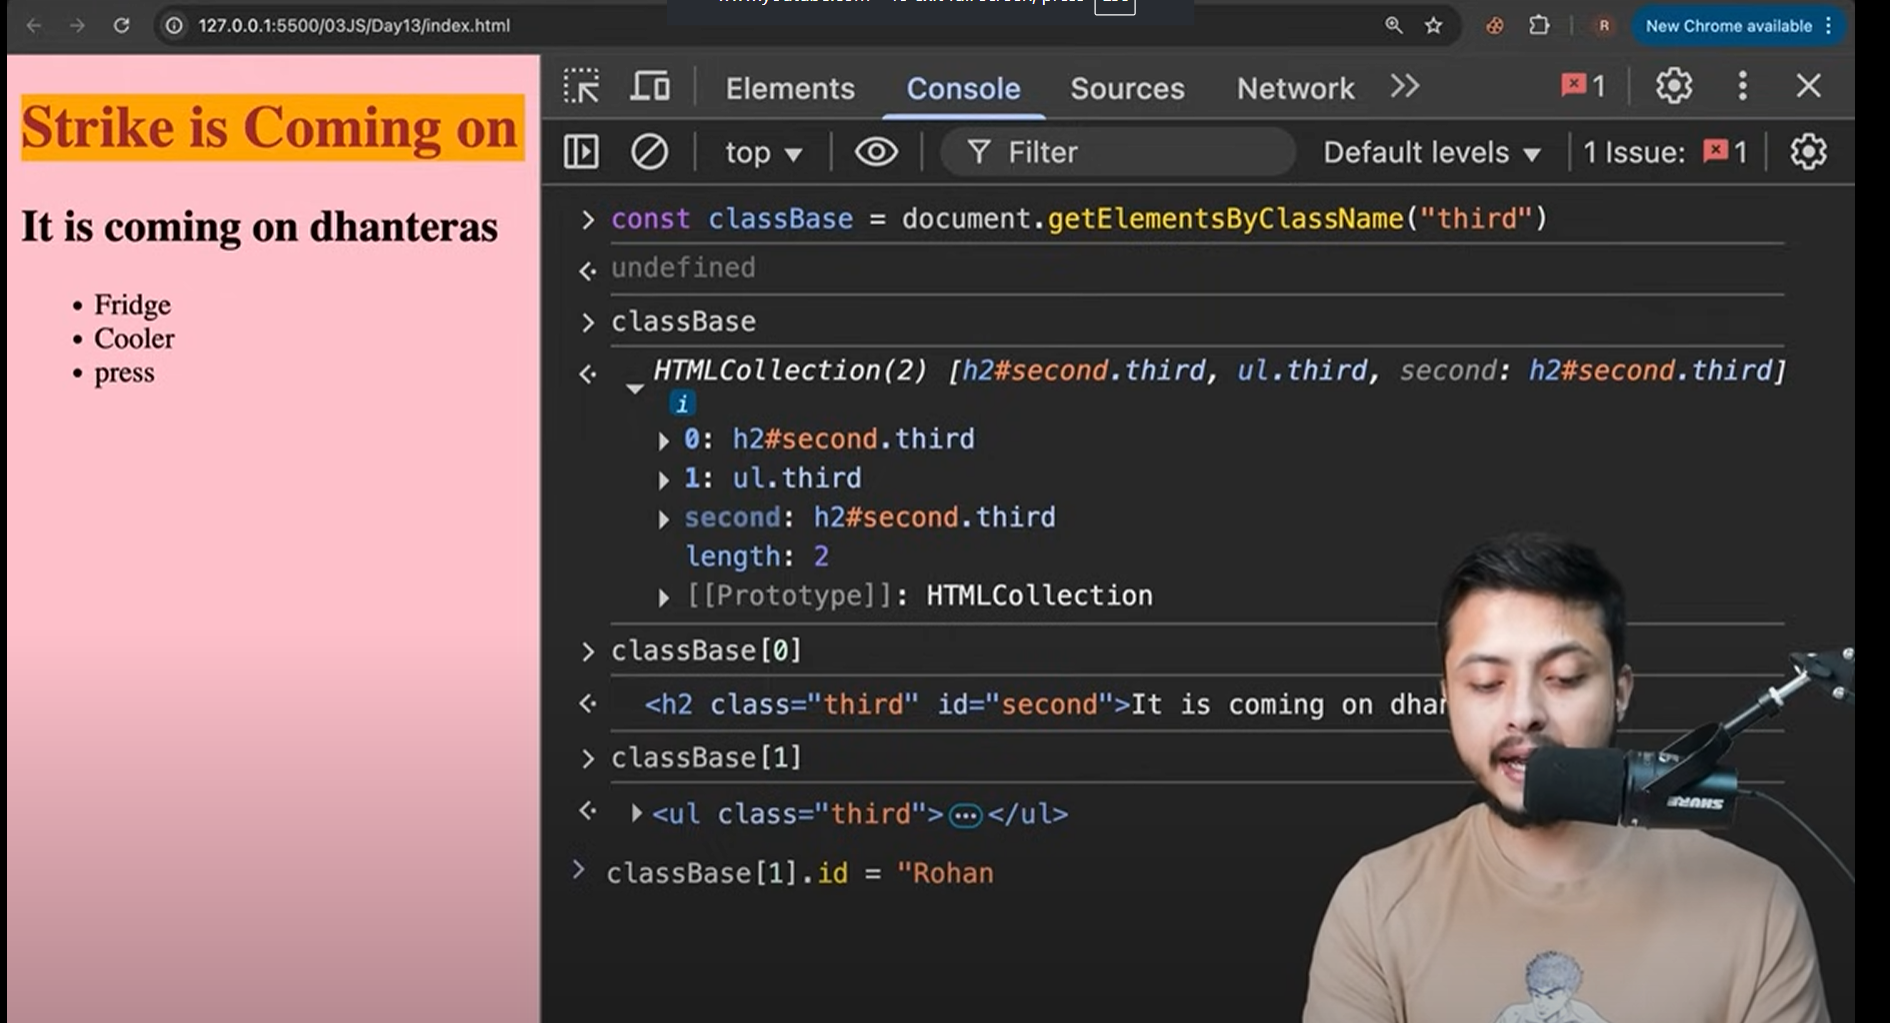 127.0.0.1:5500/03JS/Day13/index.html
R
New Chrome available
Strike is Coming on
It is coming on dhanteras
• Fridge
• Cooler
• press
Elements Console Sources Network 1
top Filter Default levels 1 Issue: 1
> const classBase = document.getElementsByClassName("third")
undefined
> classBase
HTMLCollection(2) [h2#second.third, ul.third, second: h2#second.third]
i
0: h2#second.third
1: ul.third
second: h2#second.third
length: 2
[[Prototype]]: HTMLCollection
> classBase[0]
<h2 class="third" id="second">It is coming on dhan
> classBase[1]
<ul class="third">…</ul>
> classBase[1].id = "Rohan
SHURE